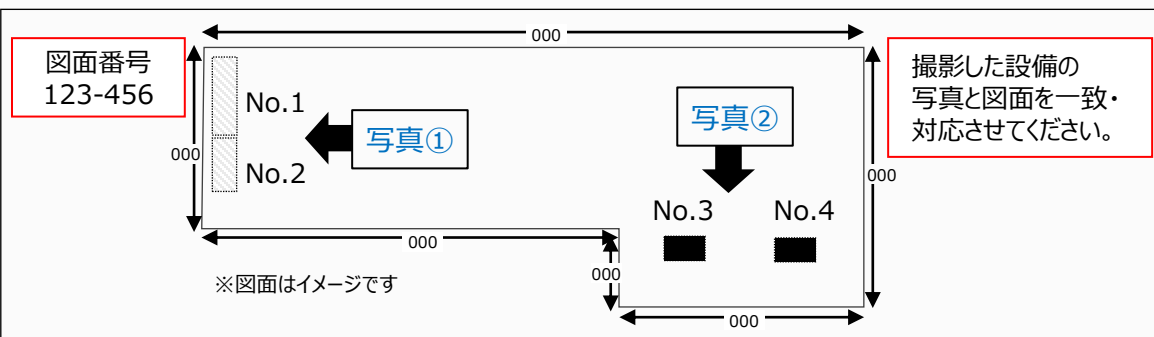 000
図面番号
123-456
撮影した設備の
写真と図面を一致・
対応させてください。
No.1
写真①
写真②
000
No.2
000
No.3
No.4
000
000
※図面はイメージです
000